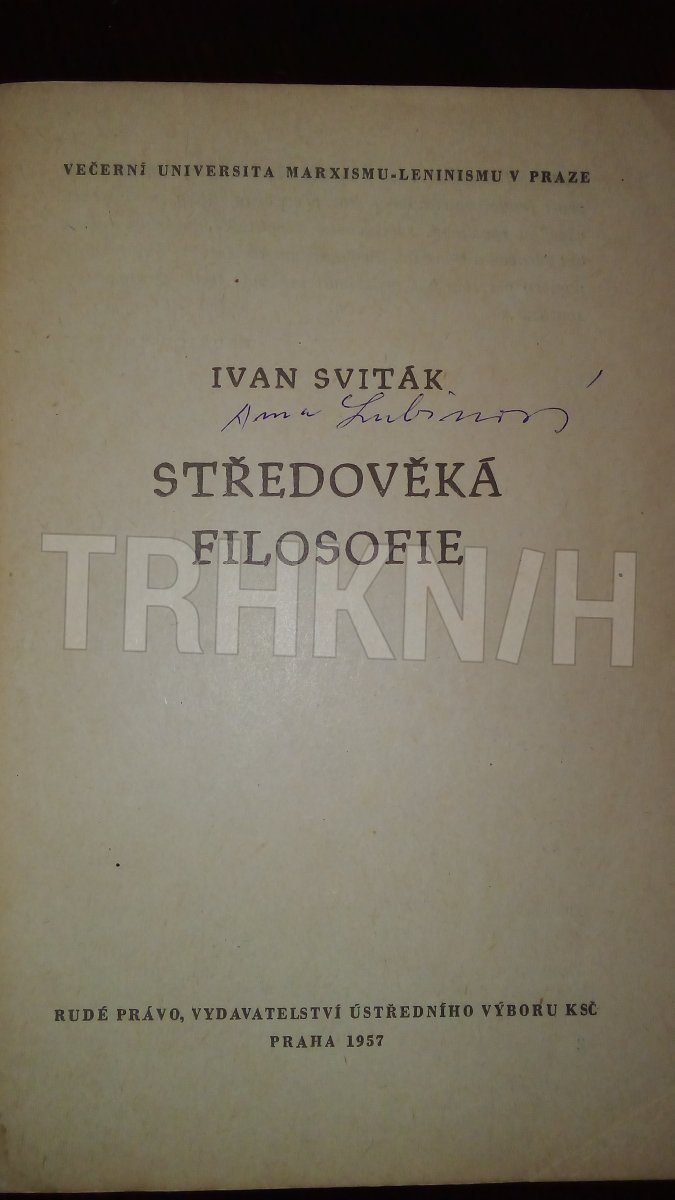 VEČERNÍ UNIVERSITA MARXISMU-LENINISMU V PRAZE
IVAN SVITÁK
STŘEDOVĚKÁ
FILOSOFIE
TRHKNIH
RUDÉ PRÁVO, VYDAVATELSTVÍ ÚSTŘEDNÍHO VÝBORU KSČ
PRAHA 1957